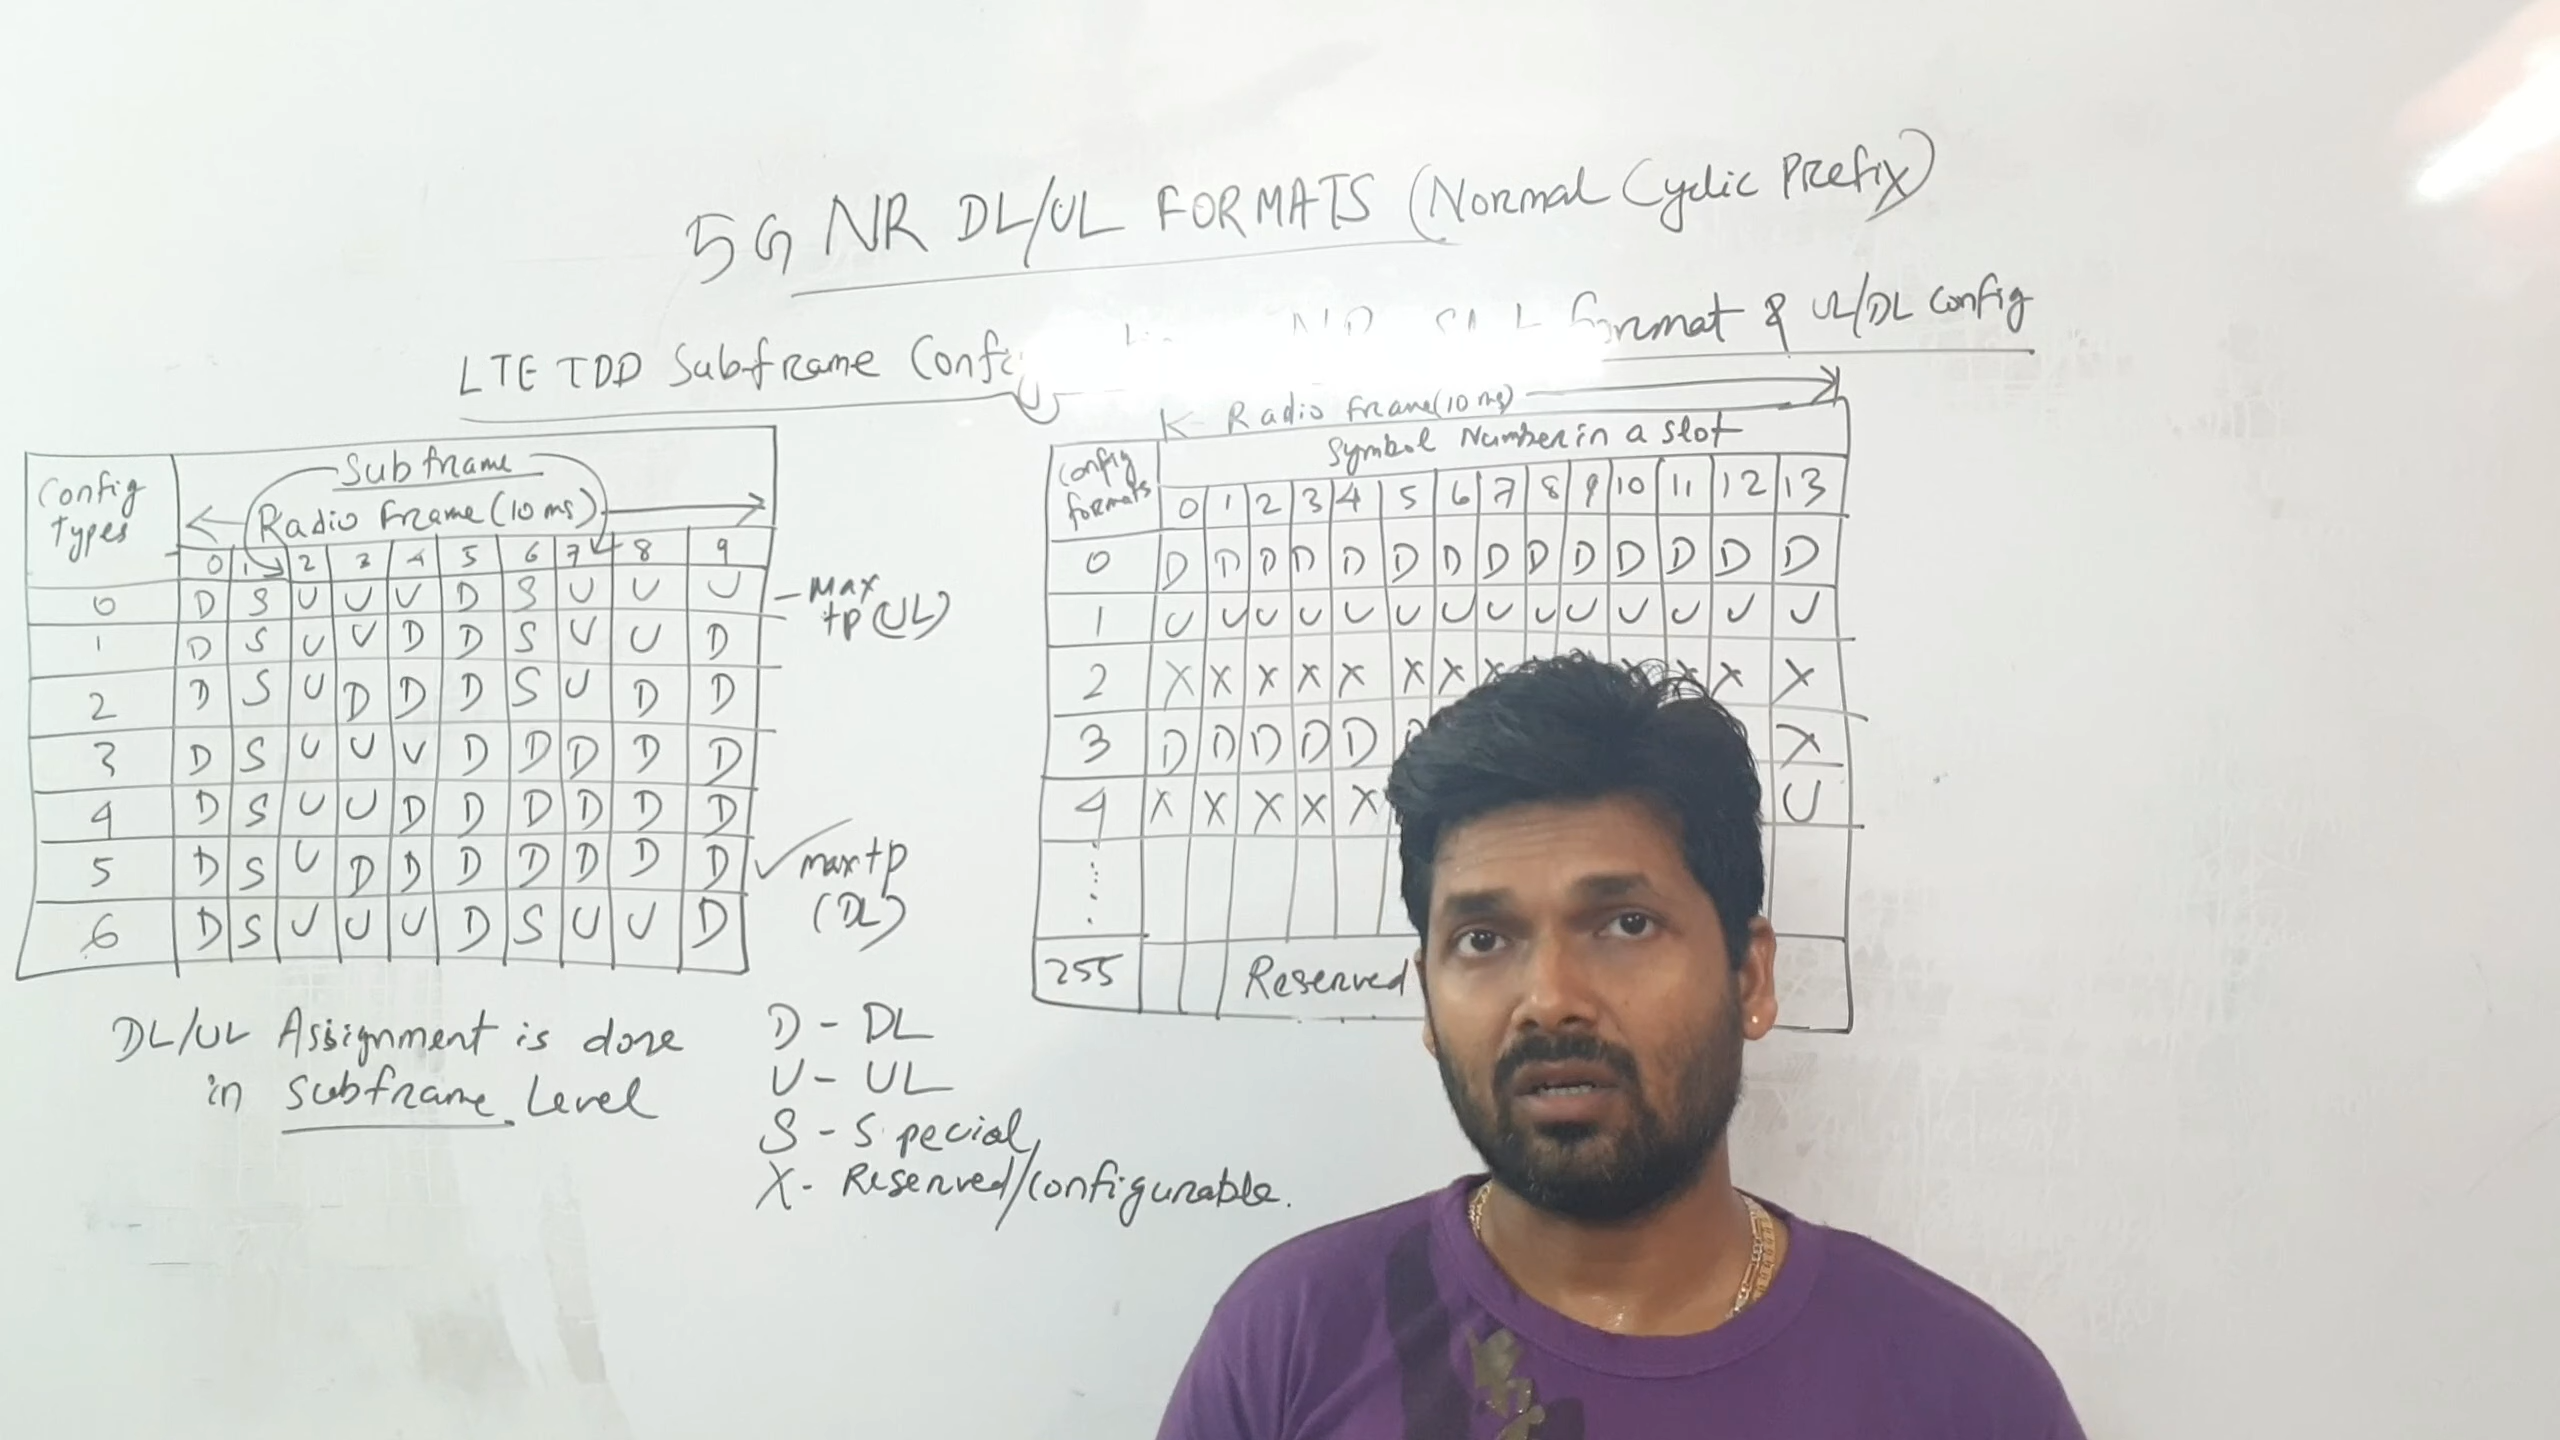 5G NR DL/UL FORMATS (Normal Cyclic Prefix)
LTE TDD Subframe
Format & UL/DL Config
Config Types
Subframe
Radio Frame (10 ms)
0 1 2 3 4 5 6 7 8 9
0 D S U U U D S U U U
1 D S U U D D S U U D
2 D S U D D D S U D D
3 D S U U U D D D D D
4 D S U U D D D D D D
5 D S U D D D D D D D
6 D S U U U D S U U D
- Max
tp (UL)
✓ max tp
(DL)
DL/UL Assignment is done
in Subframe Level
D - DL
U - UL
S - Special
X - Reserved/Configurable.
Radio Frame (10 ms)
Config formats
Symbol Number in a slot
0 1 2 3 4 5 6 7 8 9 10 11 12 13
0 D D D D D D D D D D D D D D
1 U U U U U U U U U U U U U U
2 X X X X X X X X X X X X
3 D D D D D X
4 X X X X X U
255 Reserved